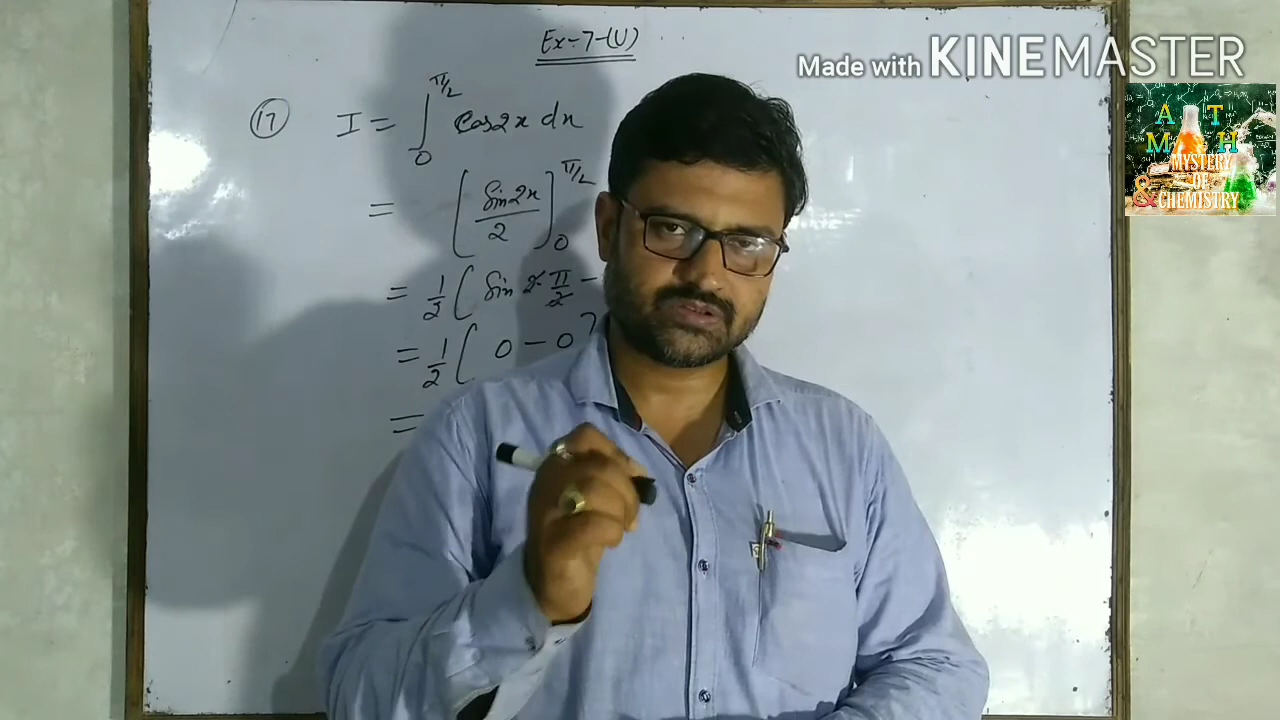 Ex-7-(U)
Made with KINEMASTER
(17) I = ∫₀^π/2 cos2x dx
= [sin2x/2]₀^π/2
= 1/2 ( sin 2 π/2 -
= 1/2 ( 0 - 0
=
MATH
&
MYSTERY
OF
CHEMISTRY